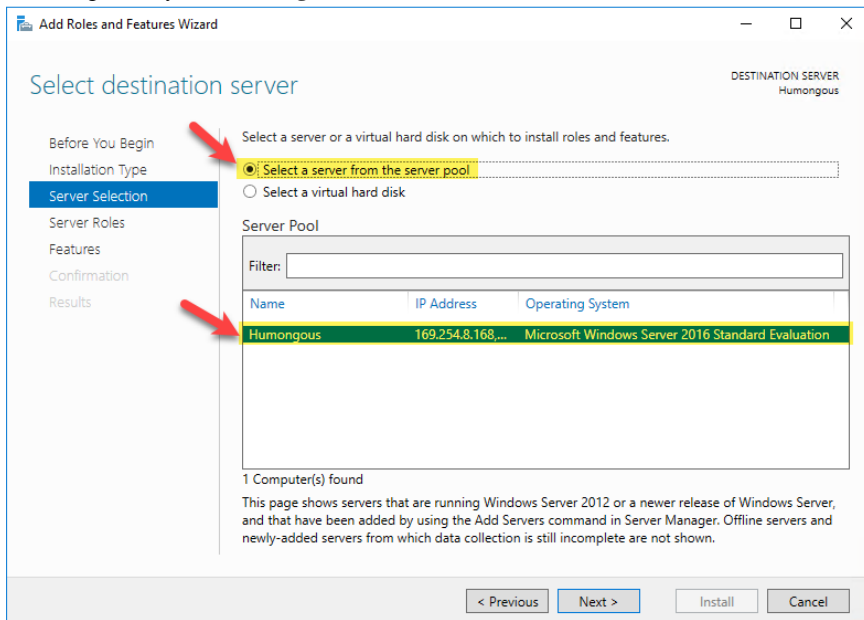 Add Roles and Features Wizard
Select destination server
DESTINATION SERVER
Humongous
Before You Begin
Installation Type
Server Selection
Server Roles
Features
Confirmation
Results
Select a server or a virtual hard disk on which to install roles and features.
Select a server from the server pool
Select a virtual hard disk
Server Pool
Filter:
Name IP Address Operating System
Humongous 169.254.8.168,... Microsoft Windows Server 2016 Standard Evaluation
1 Computer(s) found
This page shows servers that are running Windows Server 2012 or a newer release of Windows Server,
and that have been added by using the Add Servers command in Server Manager. Offline servers and
newly-added servers from which data collection is still incomplete are not shown.
< Previous Next > Install Cancel